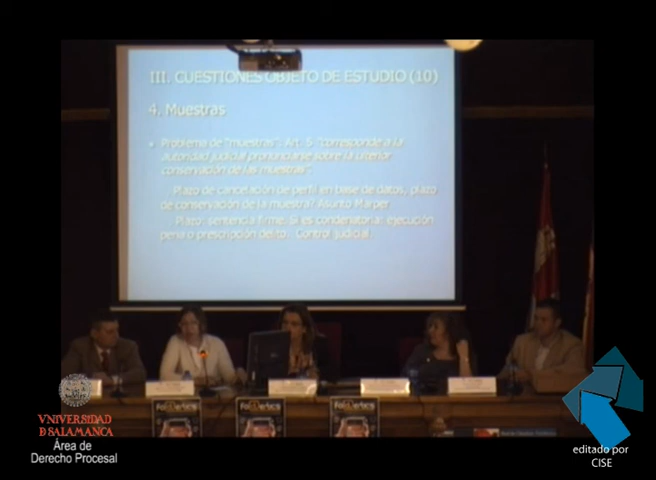 III. CUESTIONES OBJETO DE ESTUDIO (10)
4. Muestras
Problema de "muestras". Art. 5 "corresponde a la
autoridad judicial pronunciarse sobre la ulterior
conservación de las muestras".
Plazo de cancelación de perfil en base de datos, plazo
de conservación de la muestra? Asunto Marper
Plazo: sentencia firme. Si es condenatoria: ejecución
pena o prescripción delito. Control judicial.
VNIVERSIDAD
D SALAMANCA
Área de
Derecho Procesal
editado por
CISE